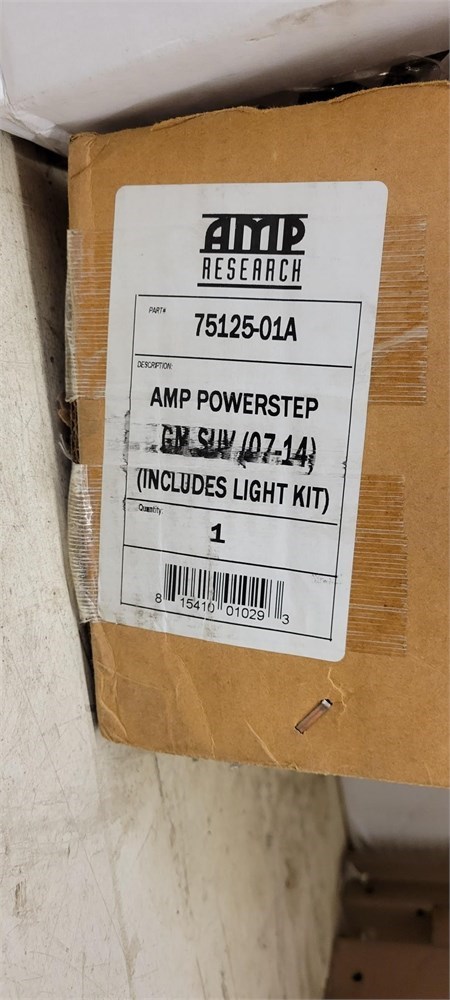 AMP
RESEARCH
PART#
75125-01A
DESCRIPTION:
AMP POWERSTEP
GM SUV (07-14)
(INCLUDES LIGHT KIT)
Quantity:
1
8 15410 01029 3